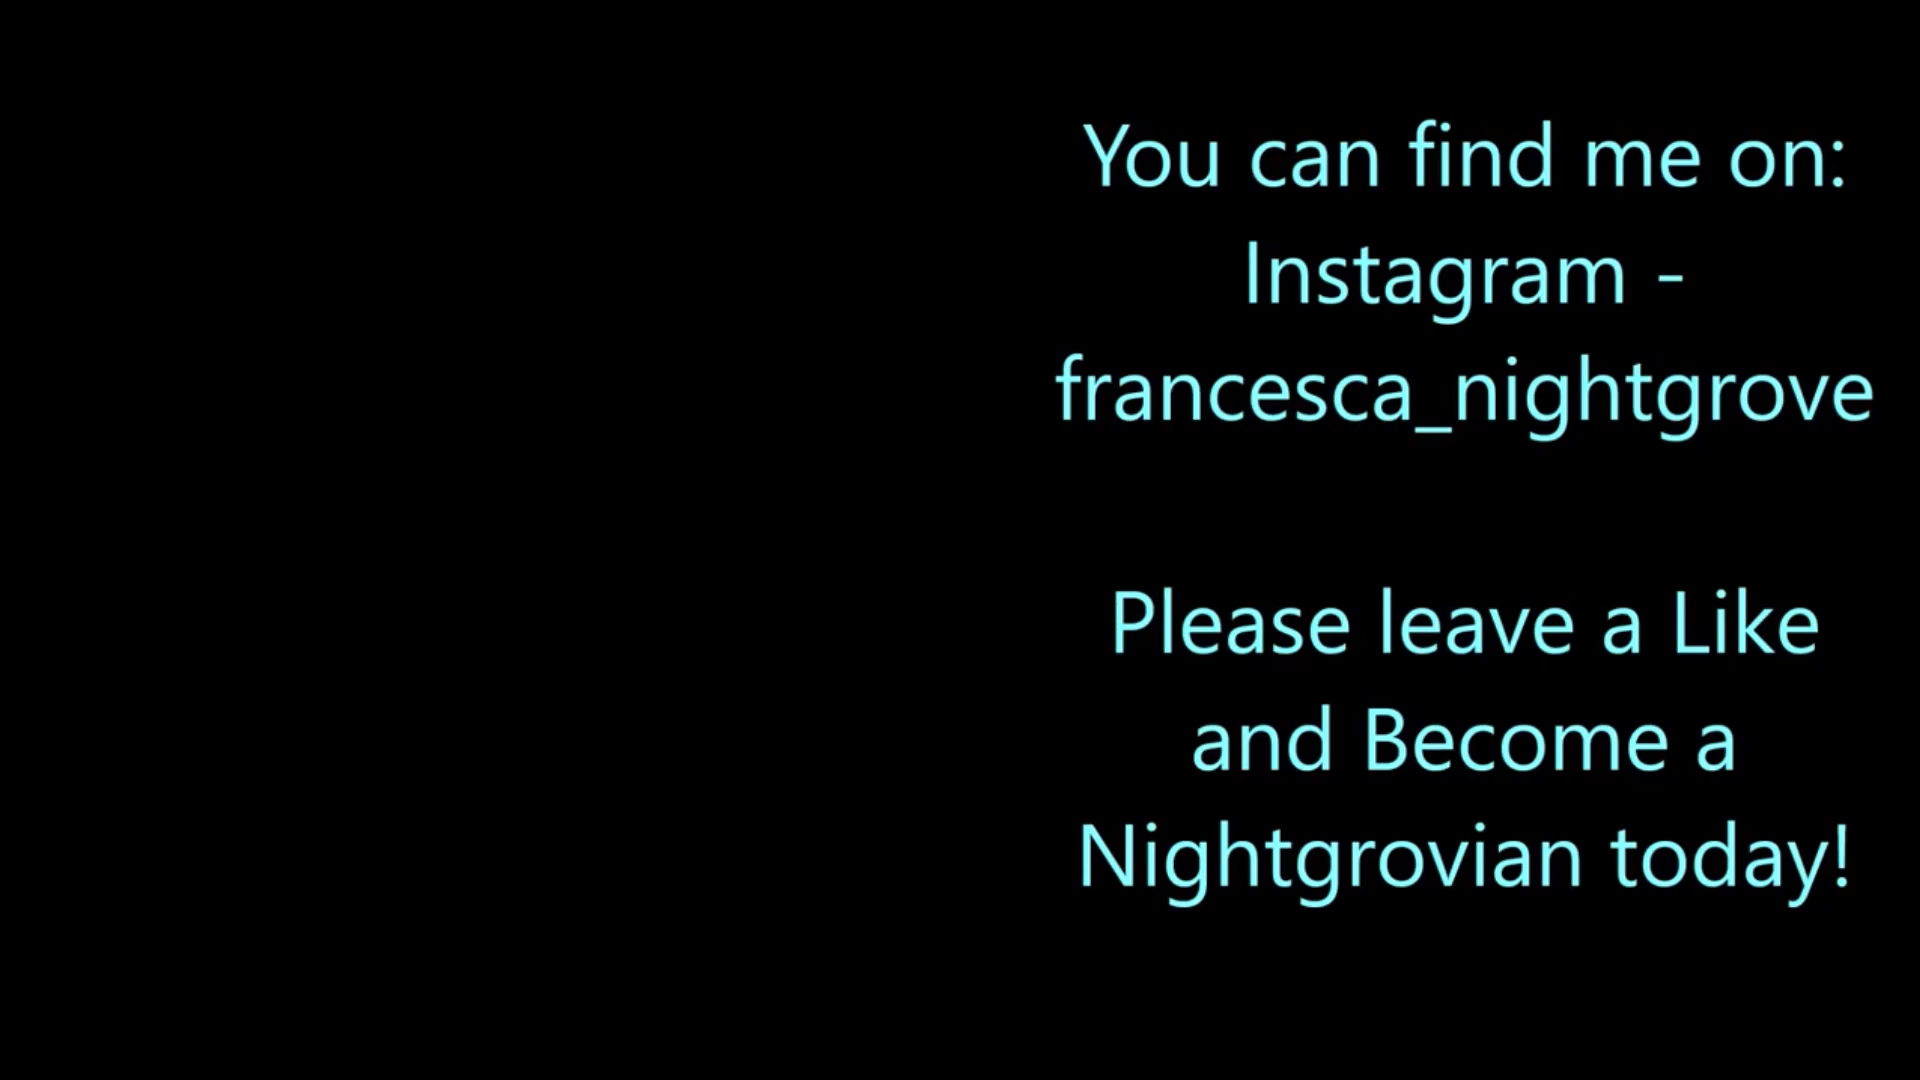 You can find me on:
Instagram -
francesca_nightgrove
Please leave a Like
and Become a
Nightgrovian today!